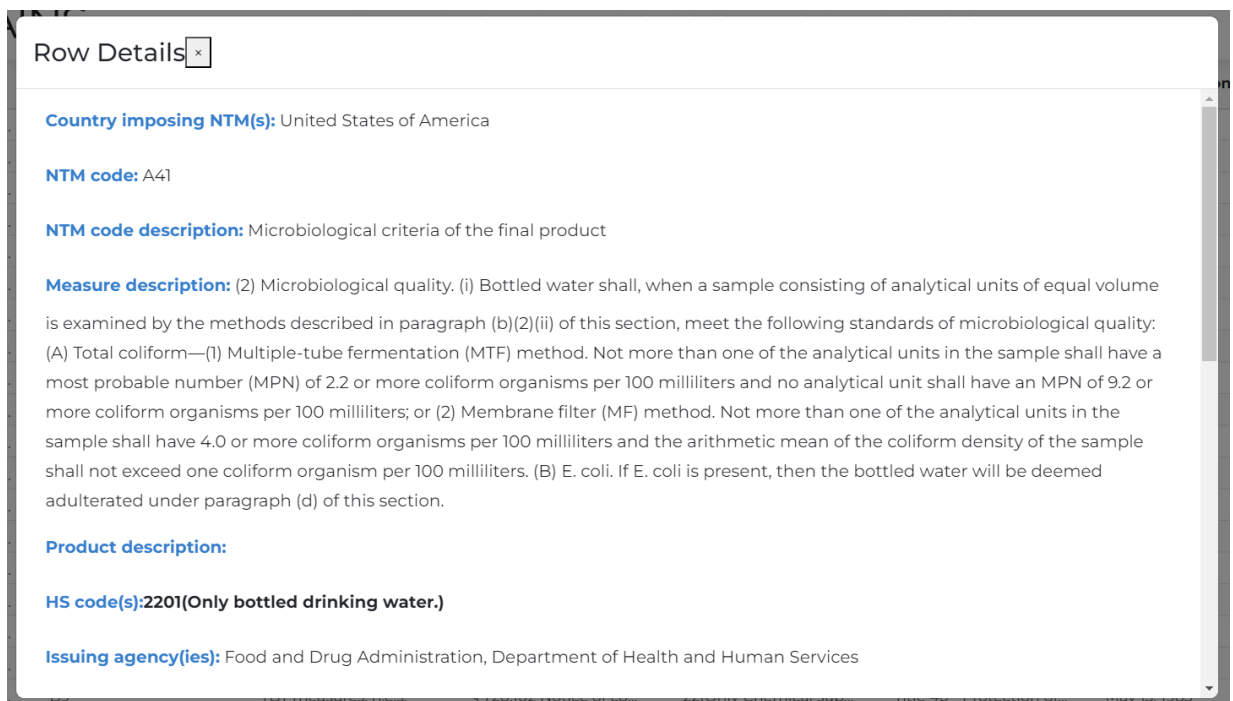 Row Details ×
Country imposing NTM(s): United States of America
NTM code: A41
NTM code description: Microbiological criteria of the final product
Measure description: (2) Microbiological quality. (i) Bottled water shall, when a sample consisting of analytical units of equal volume
is examined by the methods described in paragraph (b)(2)(ii) of this section, meet the following standards of microbiological quality:
(A) Total coliform—(1) Multiple-tube fermentation (MTF) method. Not more than one of the analytical units in the sample shall have a
most probable number (MPN) of 2.2 or more coliform organisms per 100 milliliters and no analytical unit shall have an MPN of 9.2 or
more coliform organisms per 100 milliliters; or (2) Membrane filter (MF) method. Not more than one of the analytical units in the
sample shall have 4.0 or more coliform organisms per 100 milliliters and the arithmetic mean of the coliform density of the sample
shall not exceed one coliform organism per 100 milliliters. (B) E. coli. If E. coli is present, then the bottled water will be deemed
adulterated under paragraph (d) of this section.
Product description:
HS code(s):2201(Only bottled drinking water.)
Issuing agency(ies): Food and Drug Administration, Department of Health and Human Services